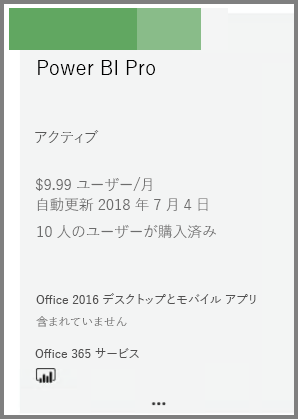 Power BI Pro
アクティブ
$9.99 ユーザー/月
自動更新 2018 年 7 月 4 日
10 人のユーザーが購入済み
Office 2016 デスクトップとモバイル アプリ
含まれていません
Office 365 サービス